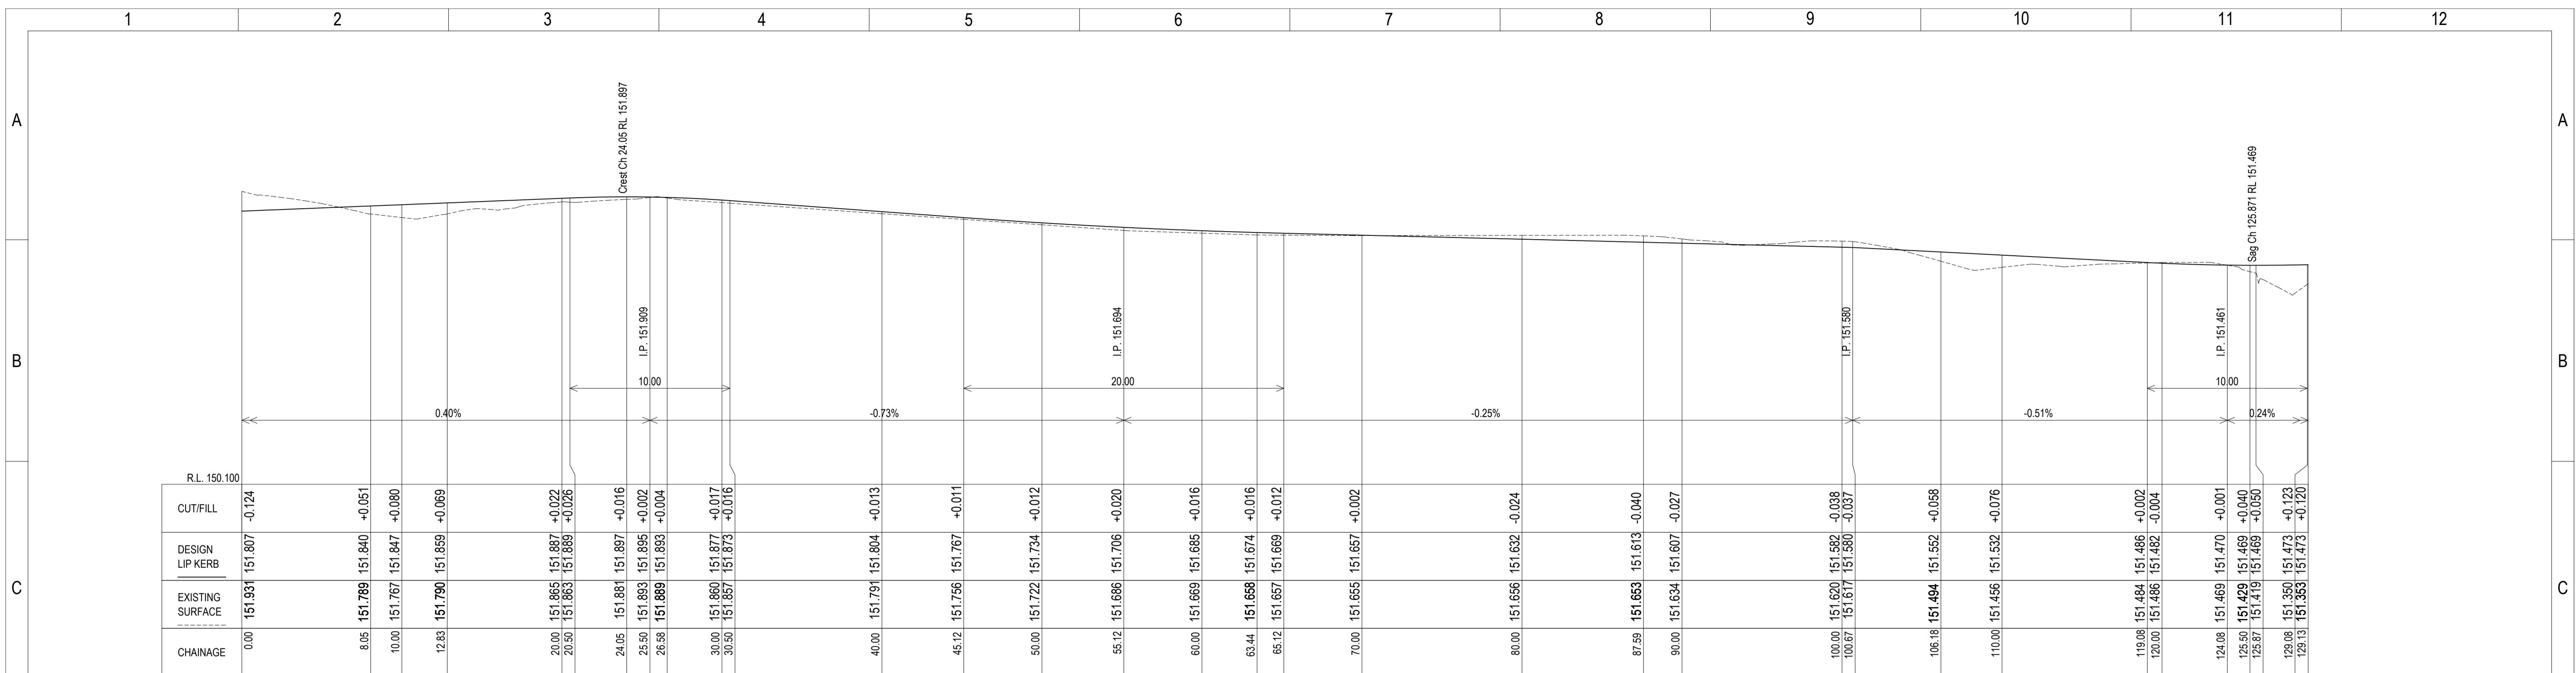 1 2 3 4 5 6 7 8 9 10 11 12
A A
Crest Ch 24.05 RL 151.897
Sag Ch 125.871 RL 151.469
I.P. 151.909
I.P. 151.694
I.P. 151.580
I.P. 151.461
B B
10.00 20.00 10.00
0.40% -0.73% -0.25% -0.51% 0.24%
R.L. 150.100
CUT/FILL -0.124 +0.051 +0.080 +0.069 +0.022 +0.026 +0.016 +0.002 +0.004 +0.017 +0.016 +0.013 +0.011 +0.012 +0.020 +0.016 +0.016 +0.012 +0.002 -0.024 -0.040 -0.027 -0.038 -0.037 +0.058 +0.076 +0.002 -0.004 +0.001 +0.040 +0.050 +0.123 +0.120
DESIGN
LIP KERB 151.807 151.840 151.847 151.859 151.887 151.889 151.897 151.895 151.893 151.877 151.873 151.804 151.767 151.734 151.706 151.685 151.674 151.669 151.657 151.632 151.613 151.607 151.582 151.580 151.552 151.532 151.486 151.482 151.470 151.469 151.469 151.473 151.473
C C
EXISTING
SURFACE 151.931 151.789 151.767 151.790 151.865 151.863 151.881 151.893 151.889 151.860 151.857 151.791 151.756 151.722 151.686 151.669 151.658 151.657 151.655 151.656 151.653 151.634 151.620 151.617 151.494 151.456 151.484 151.486 151.469 151.429 151.419 151.350 151.353
CHAINAGE 0.00 8.05 10.00 12.83 20.00 20.50 24.05 25.50 26.58 30.00 30.50 40.00 45.12 50.00 55.12 60.00 63.44 65.12 70.00 80.00 87.59 90.00 100.00 100.67 106.18 110.00 119.08 120.00 124.08 125.50 125.87 129.08 129.13